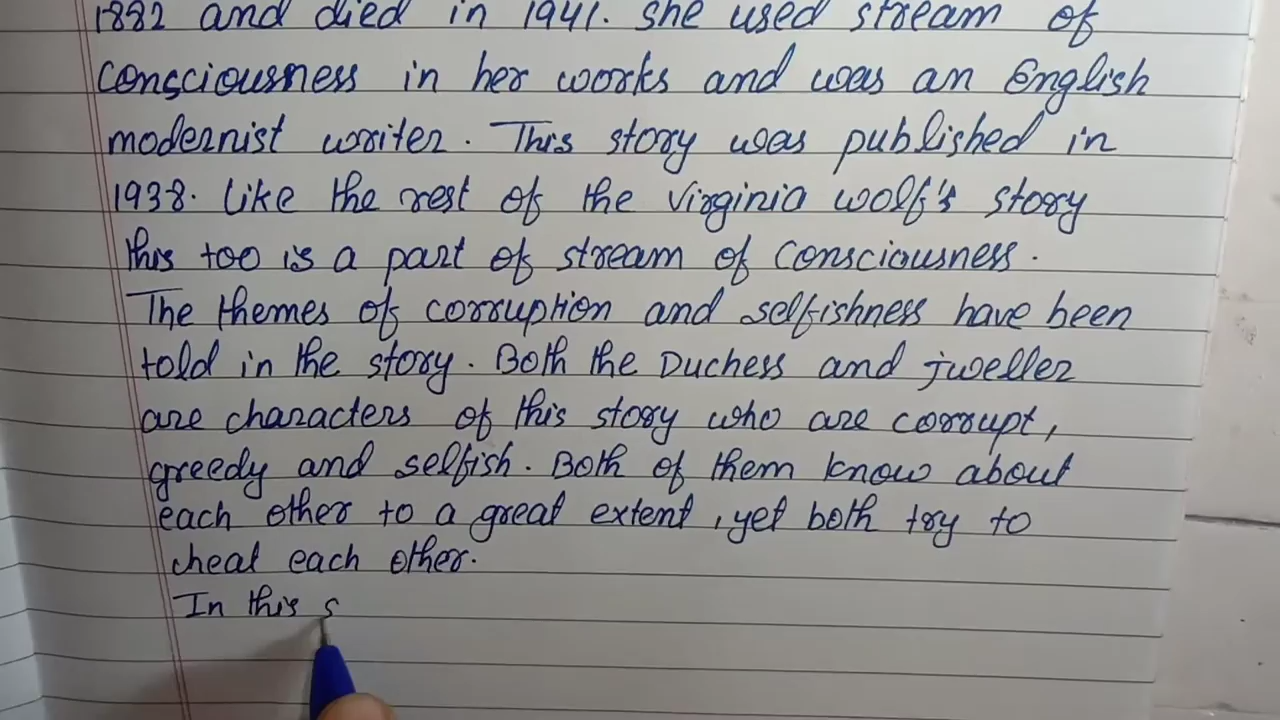 1882 and died in 1941. She used stream of
consciousness in her works and was an English
modernist writer. This story was published in
1938. Like the rest of the Virginia wolf's story
this too is a part of stream of consciousness.
The themes of corruption and selfishness have been
told in the story. Both the Duchess and jweller
are characters of this story who are corrupt,
greedy and selfish. Both of them know about
each other to a great extent, yet both try to
cheat each other.
In this s